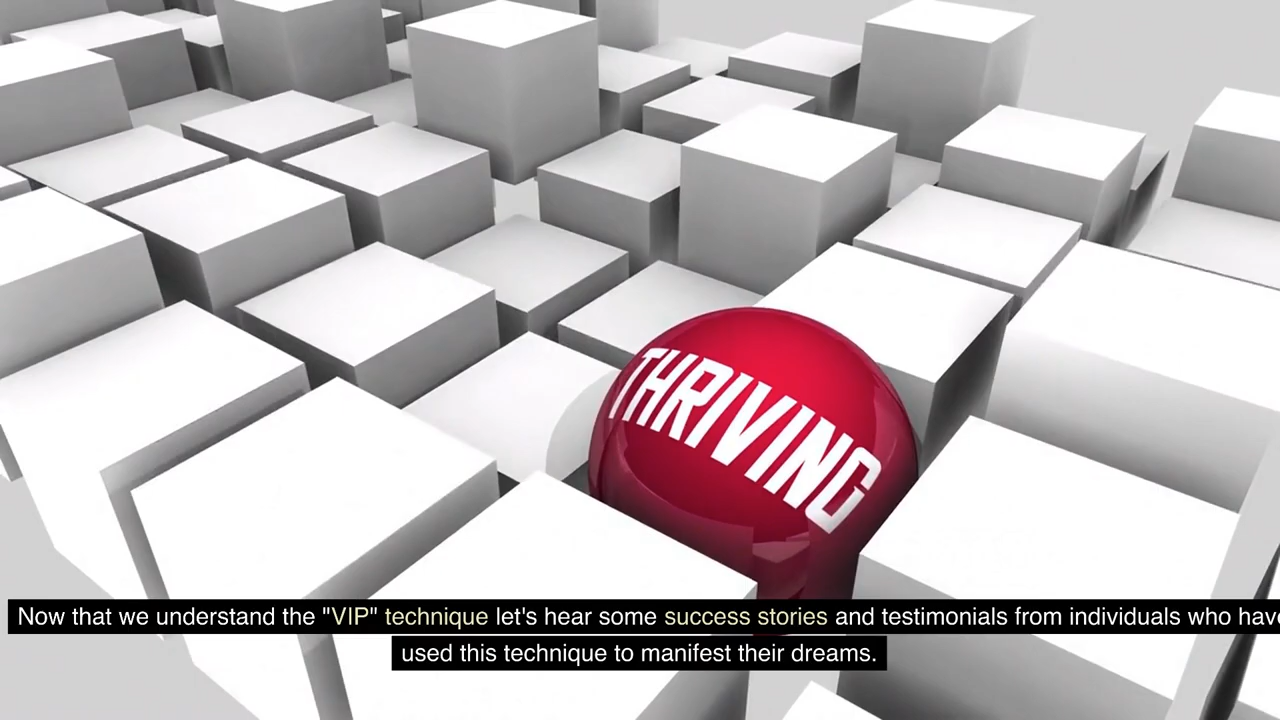 THRIVING
Now that we understand the "VIP" technique let's hear some success stories and testimonials from individuals who have
used this technique to manifest their dreams.